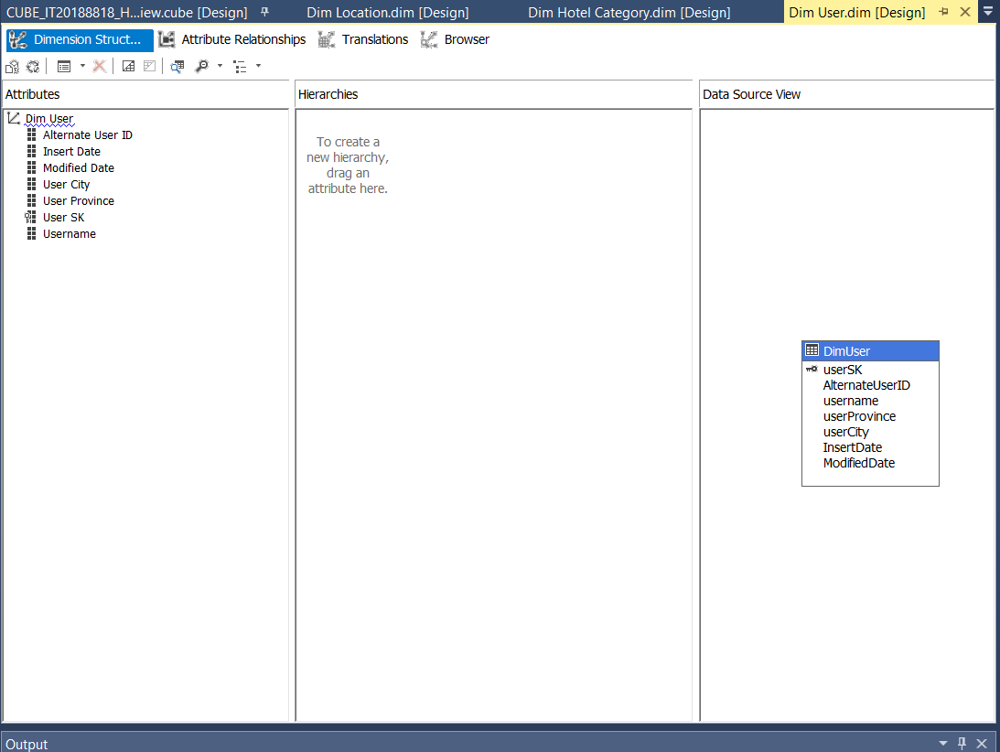 CUBE_IT20188818_H...iew.cube [Design]
Dim Location.dim [Design]
Dim Hotel Category.dim [Design]
Dim User.dim [Design]
Dimension Struct...
Attribute Relationships
Translations
Browser
Attributes
Dim User
Alternate User ID
Insert Date
Modified Date
User City
User Province
User SK
Username
Hierarchies
To create a
new hierarchy,
drag an
attribute here.
Data Source View
DimUser
userSK
AlternateUserID
username
userProvince
userCity
InsertDate
ModifiedDate
Output